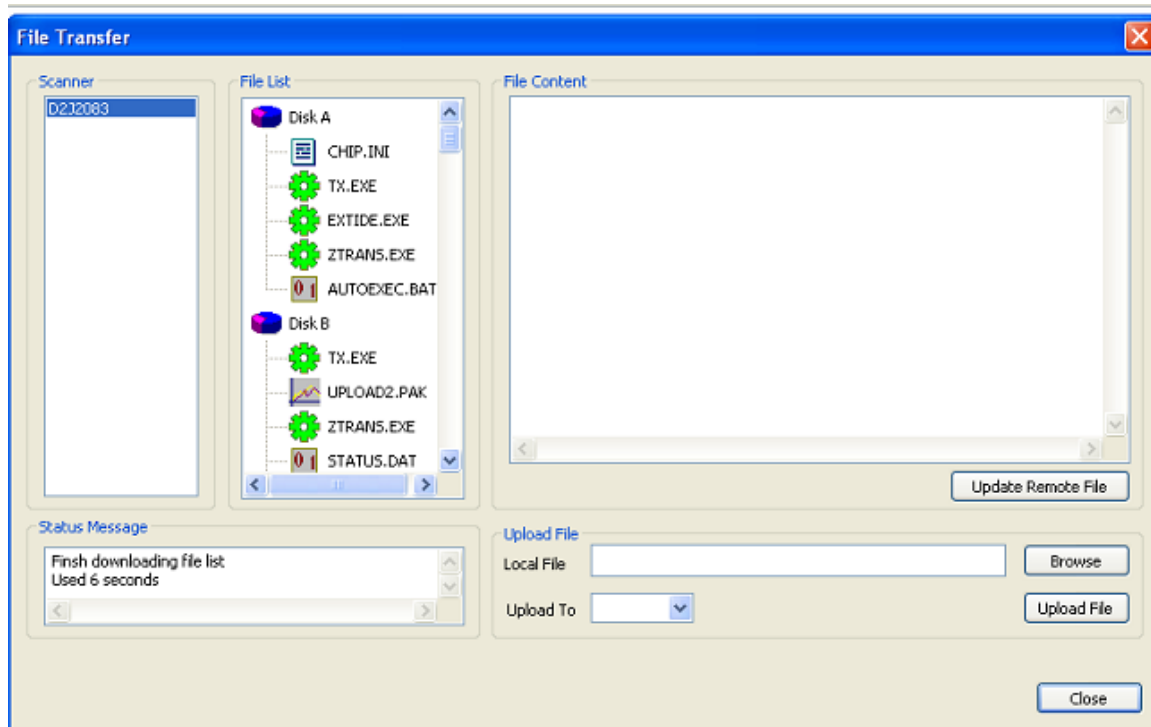 File Transfer
Scanner
D2J2083
File List
Disk A
CHIP.INI
TX.EXE
EXTIDE.EXE
ZTRANS.EXE
AUTOEXEC.BAT
Disk B
TX.EXE
UPLOAD2.PAK
ZTRANS.EXE
STATUS.DAT
File Content
Update Remote File
Status Message
Finsh downloading file list
Used 6 seconds
Upload File
Local File
Browse
Upload To
Upload File
Close